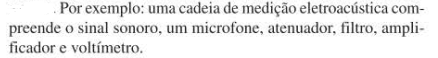 . Por exemplo: uma cadeia de medição eletroacústica com-
preende o sinal sonoro, um microfone, atenuador, filtro, ampli-
ficador e voltímetro.